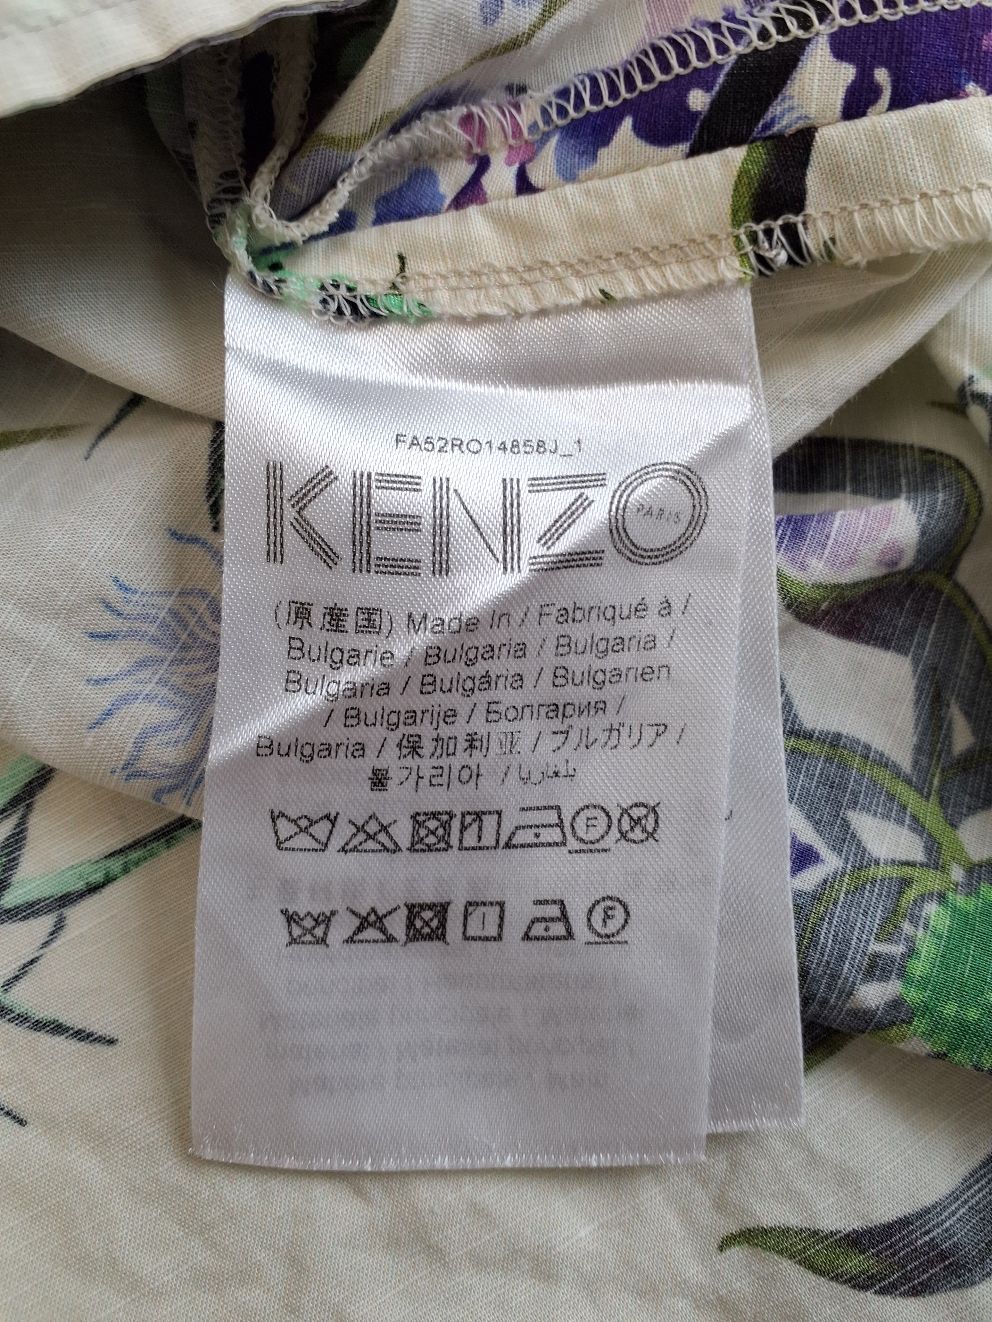 FA52RO14858J_1
KENZO
PARIS
(原産国) Made In / Fabriqué à /
Bulgarie / Bulgaria / Bulgaria /
Bulgaria / Bulgária / Bulgarien
/ Bulgarije / Болгария /
Bulgaria / 保加利亚 / ブルガリア /
불가리아 / بلغاريا
F
F